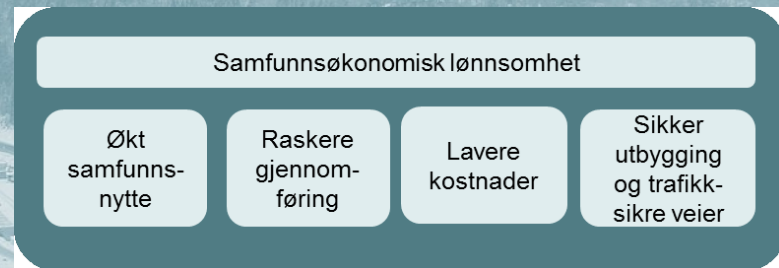 Samfunnsøkonomisk lønnsomhet
Økt
samfunns-
nytte
Raskere
gjennom-
føring
Lavere
kostnader
Sikker
utbygging
og trafikk-
sikre veier